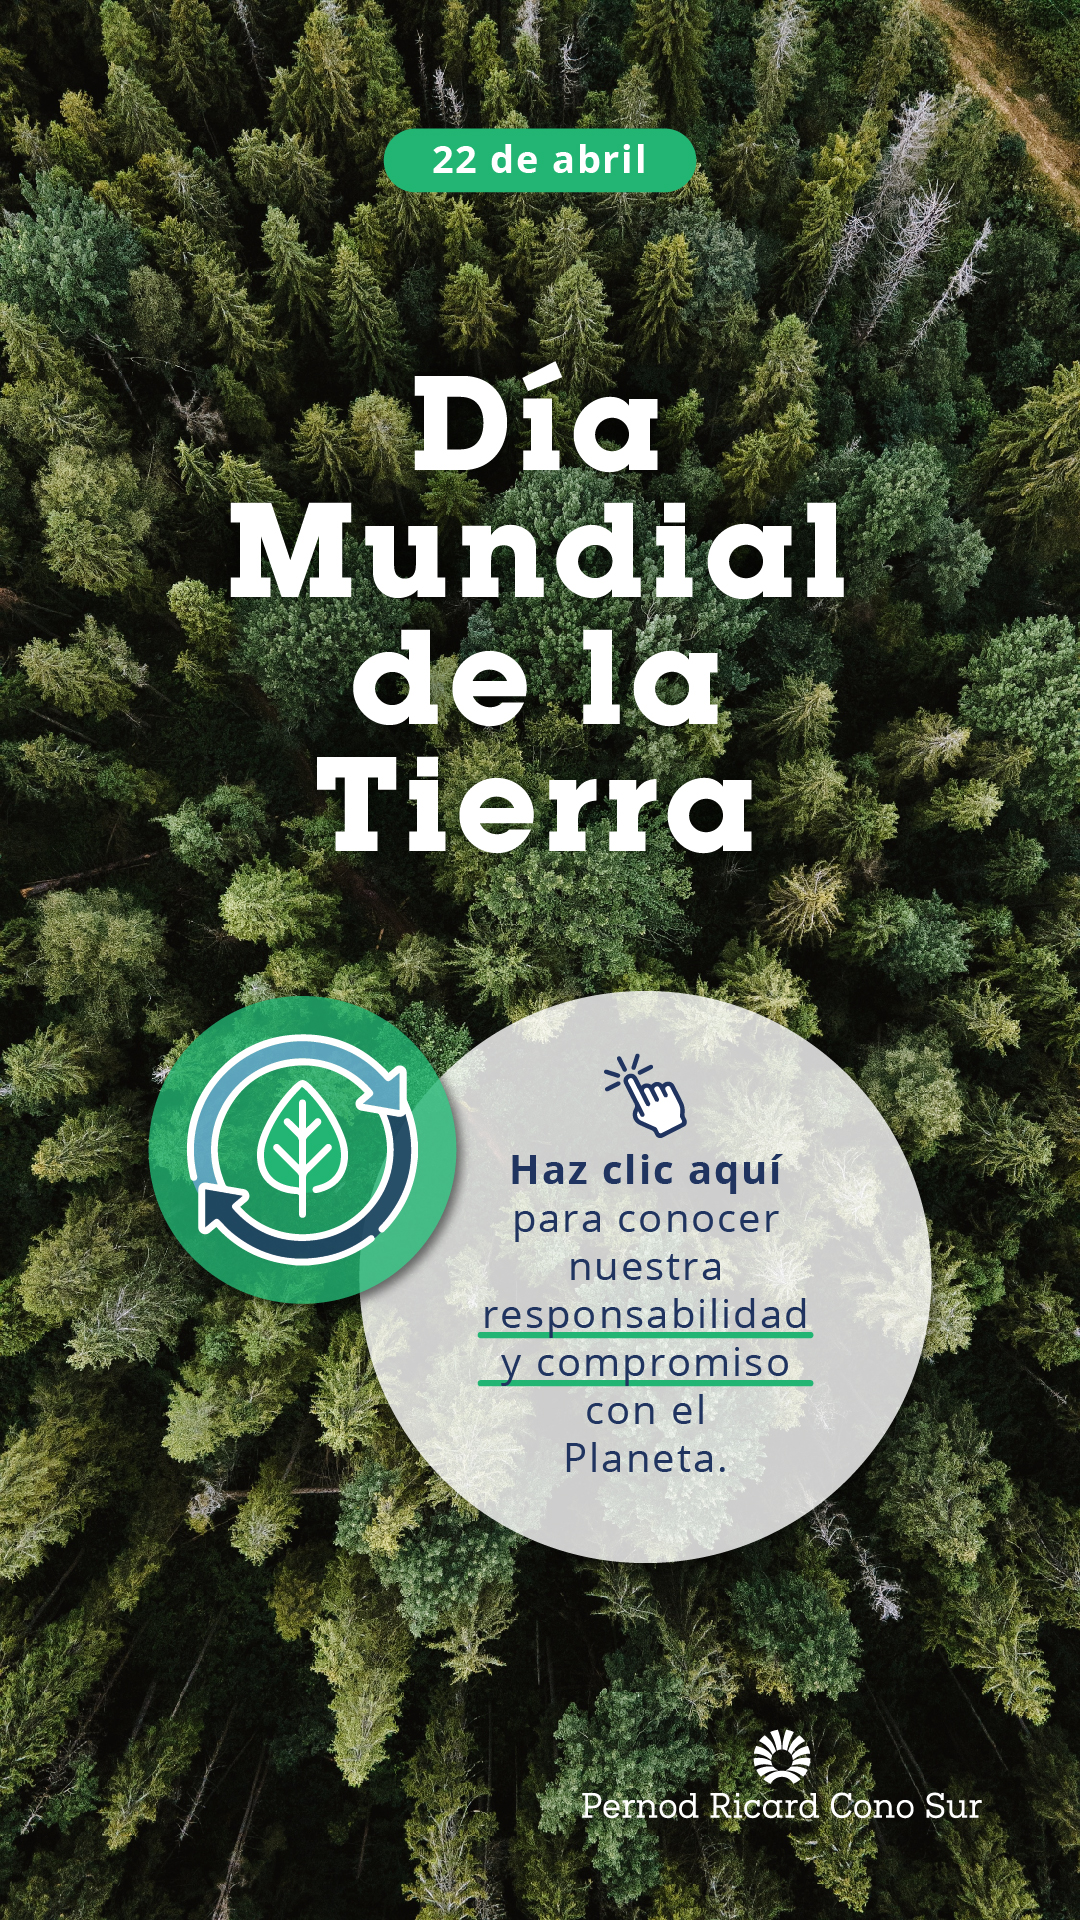 22 de abril
Día
Mundial
de la
Tierra
Haz clic aquí
para conocer
nuestra
responsabilidad
y compromiso
con el
Planeta.
Pernod Ricard Cono Sur